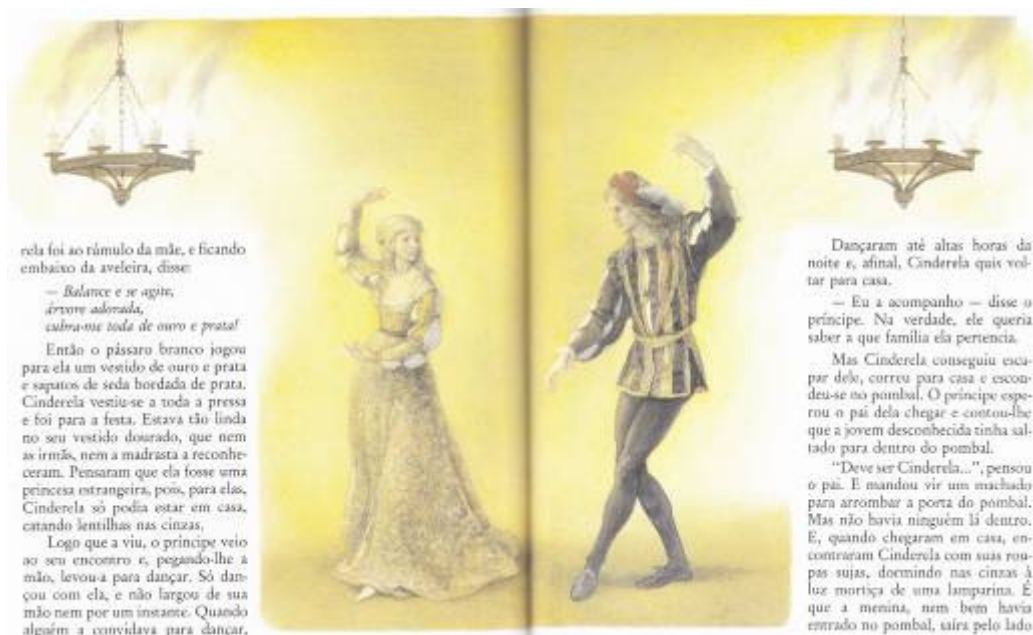 rela foi ao túmulo da mãe, e ficando
embaixo da aveleira, disse:
— Balance e se agite,
árvore adorada,
cubra-me toda de ouro e prata!
Então o pássaro branco jogou
para ela um vestido de ouro e prata
e sapatos de seda bordada de prata.
Cinderela vestiu-se a toda a pressa
e foi para a festa. Estava tão linda
no seu vestido dourado, que nem
as irmãs, nem a madrasta a reconhe-
ceram. Pensaram que ela fosse uma
princesa estrangeira, pois, para elas,
Cinderela só podia estar em casa,
catando lentilhas nas cinzas.
Logo que a viu, o príncipe veio
ao seu encontro e, pegando-lhe a
mão, levou-a para dançar. Só dan-
çou com ela, e não largou de sua
mão nem por um instante. Quando
alguém a convidava para dançar,
Dançaram até altas horas da
noite e, afinal, Cinderela quis vol-
tar para casa.
— Eu a acompanho — disse o
príncipe. Na verdade, ele queria
saber a que família ela pertencia.
Mas Cinderela conseguiu esca-
par dele, correu para casa e escon-
deu-se no pombal. O príncipe espe-
rou o pai dela chegar e contou-lhe
que a jovem desconhecida tinha sal-
tado para dentro do pombal.
"Deve ser Cinderela...", pensou
o pai. E mandou vir um machado
para arrombar a porta do pombal.
Mas não havia ninguém lá dentro.
E, quando chegaram em casa, en-
contraram Cinderela com suas rou-
pas sujas, dormindo nas cinzas à
luz mortiça de uma lamparina. É
que a menina, nem bem havia
entrado no pombal, saíra pelo lado